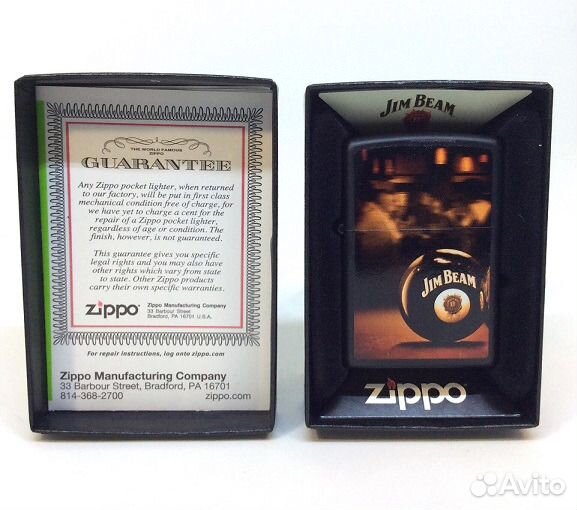 THE WORLD FAMOUS
ZIPPO
GUARANTEE
Any Zippo pocket lighter, when returned
to our factory, will be put in first class
mechanical condition free of charge, for
we have yet to charge a cent for the
repair of a Zippo pocket lighter,
regardless of age or condition. The
finish, however, is not guaranteed.
This guarantee gives you specific
legal rights and you may also have
other rights which vary from state
to state. Other Zippo products
carry their own specific warranties.
zippo
Zippo Manufacturing Company
33 Barbour Street
Bradford, PA 16701 U.S.A.
For repair instructions, log onto zippo.com
Zippo Manufacturing Company
33 Barbour Street, Bradford, PA 16701
814-368-2700 zippo.com
JIM BEAM
JIM BEAM
zippo
Avito